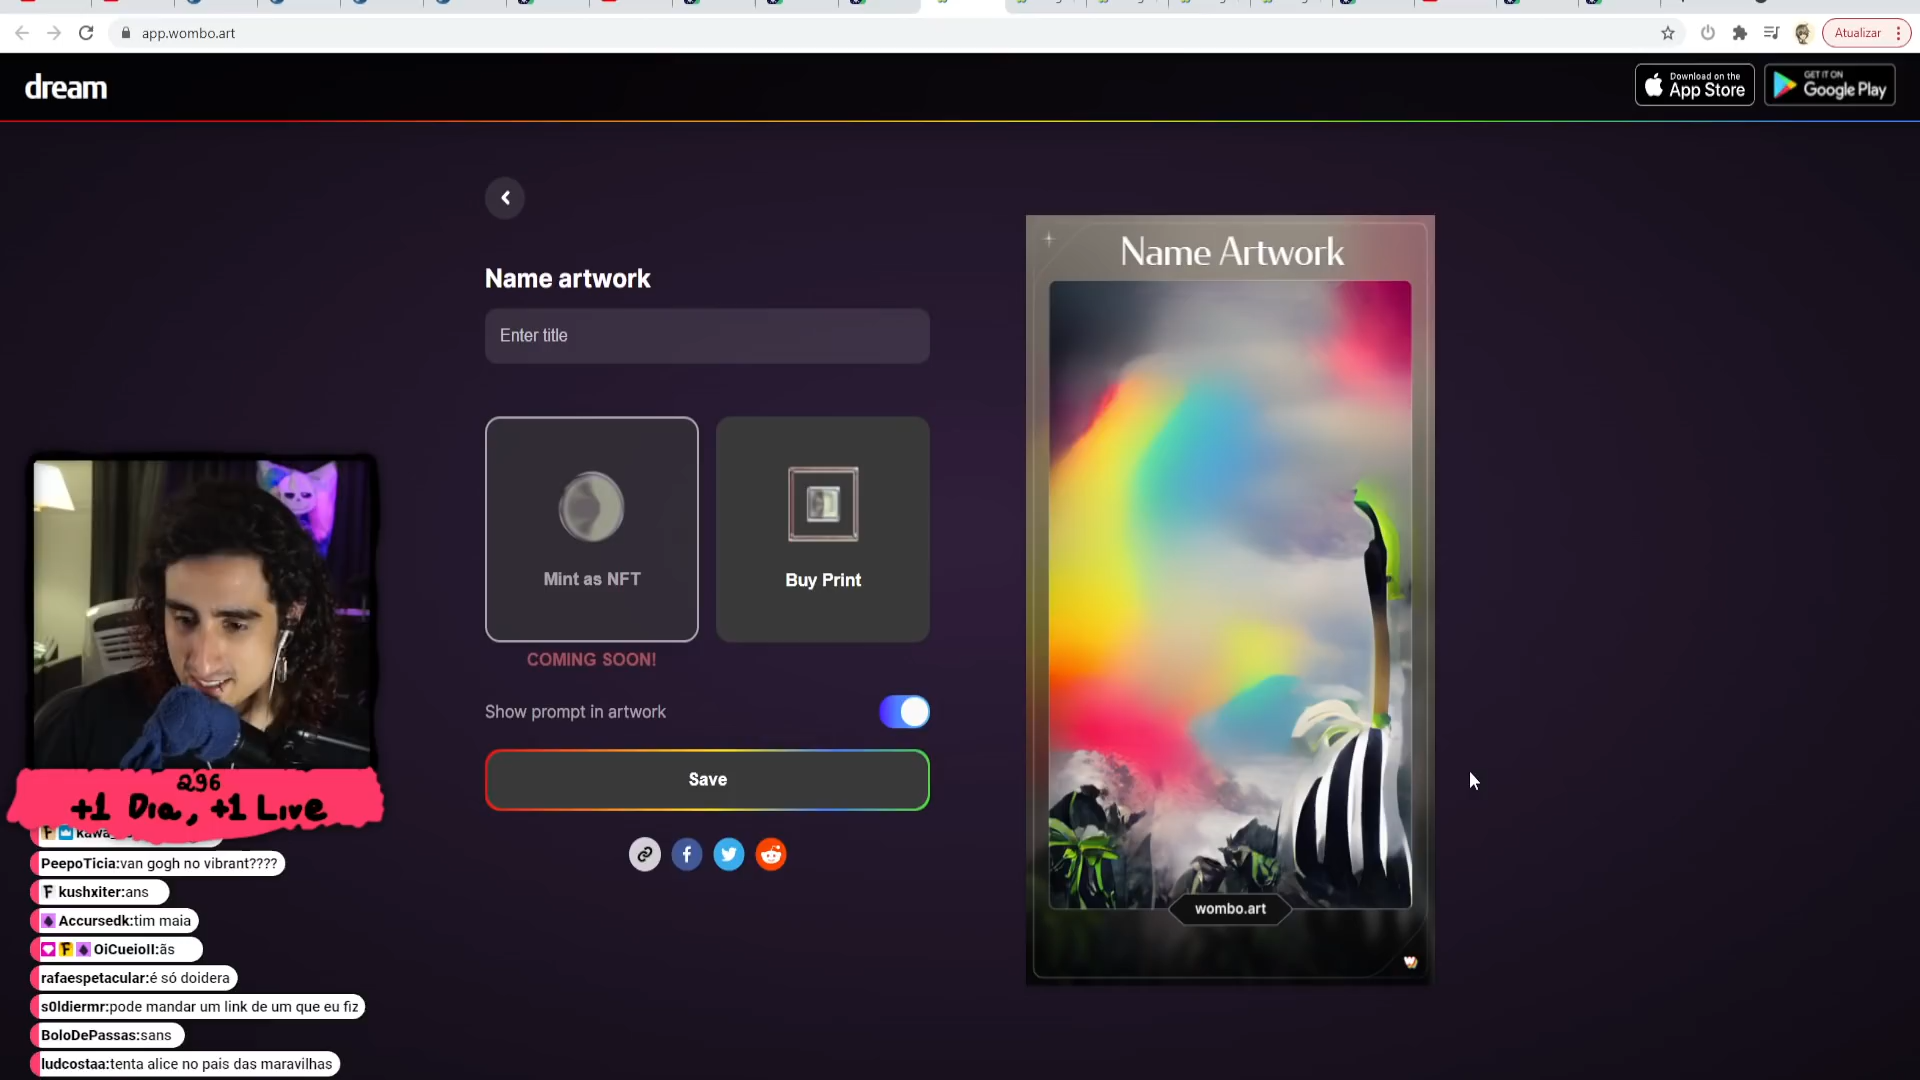 app.wombo.art
Atualizar
dream
Download on the
App Store
GET IT ON
Google Play
Name artwork
Enter title
Mint as NFT
COMING SOON!
Buy Print
Show prompt in artwork
Save
Name Artwork
wombo.art
296
+1 Dia, +1 Live
PeepoTicia:van gogh no vibrant????
kushxiter:ans
Accursedk:tim maia
OiCueioII:ãs
rafaespetacular:é só doidera
s0ldiermr:pode mandar um link de um que eu fiz
BoloDePassas:sans
ludcostaa:tenta alice no pais das maravilhas